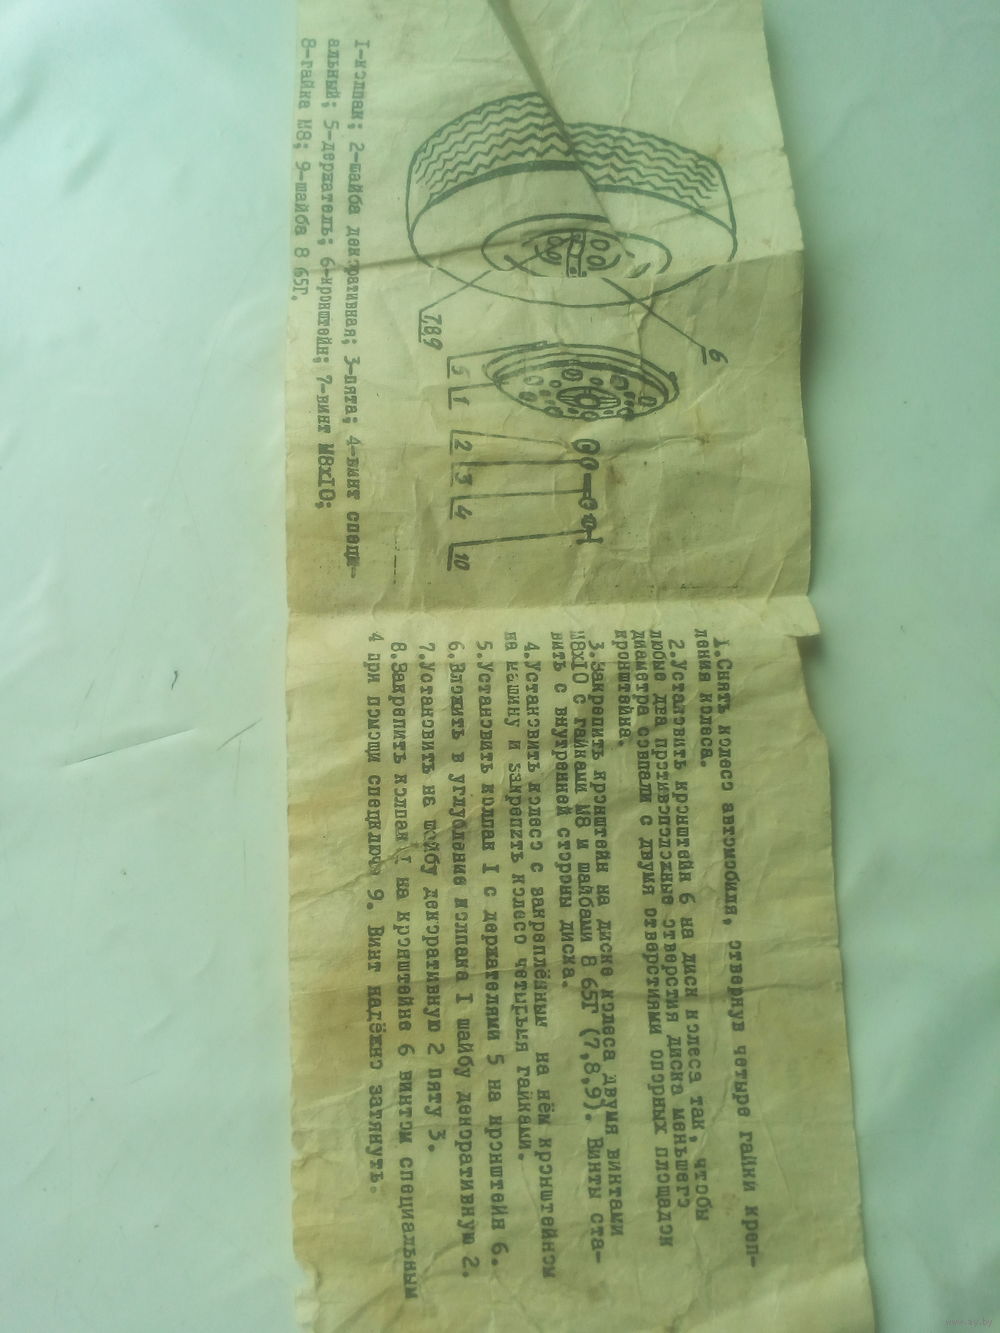 6
7,8,9
5 1 2 3 4 10
I-колпак; 2-шайба декоративная; 3-пята; 4-винт специ-
альный; 5-держатель; 6-кронштейн; 7-винт М8х10;
8-гайка М8; 9-шайба 8 65Г.
1.Снять колесо автомобиля, отвернув четыре гайки креп-
ления колеса.
2.Установить кронштейн 6 на диск колеса так, чтобы
любые два противоположные отверстия диска меньшего
диаметра совпали с двумя отверстиями опорных площадок
кронштейна.
3.Закрепить кронштейн на диске колеса двумя винтами
М8х10 с гайками М8 и шайбами 8 65Г (7,8,9). Винты ста-
вить с внутренней стороны диска.
4.Установить колесо с закреплённым на нём кронштейном
на машину и закрепить колесо четырьмя гайками.
5.Установить колпак I с держателями 5 на кронштейн 6.
6.Вложить в углубление колпака I шайбу декоративную 2.
7.Установить на шайбу декоративную 2 пяту 3.
8.Закрепить колпак I на кронштейне 6 винтом специальным
4 при помощи спецключа 9. Винт надёжно затянуть.
www.ay.by